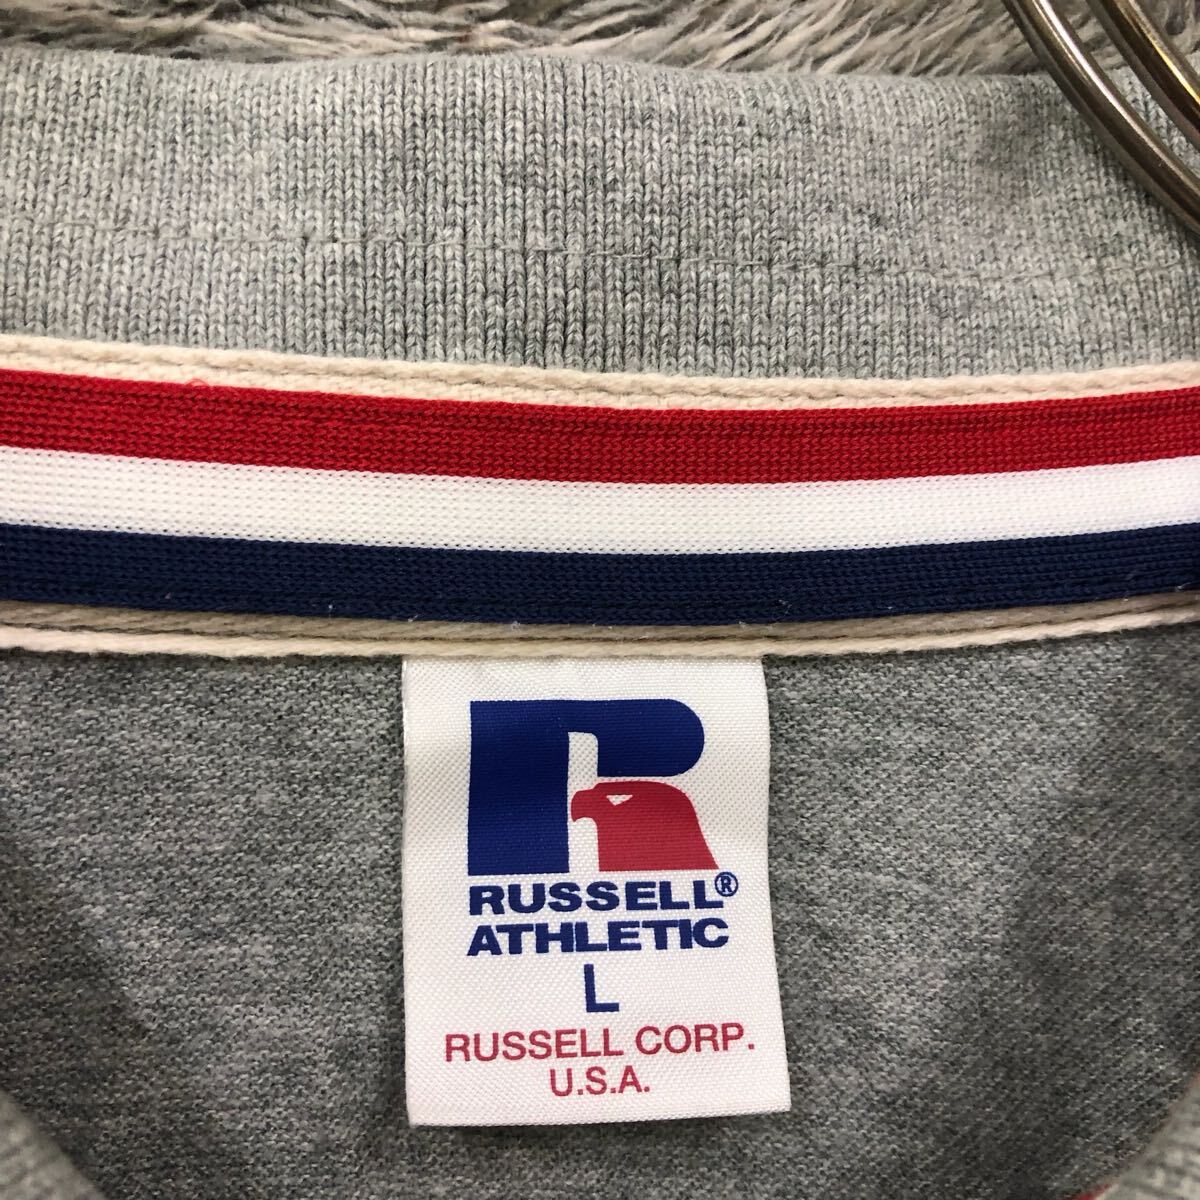 R
RUSSELL®
ATHLETIC
L
RUSSELL CORP.
U.S.A.